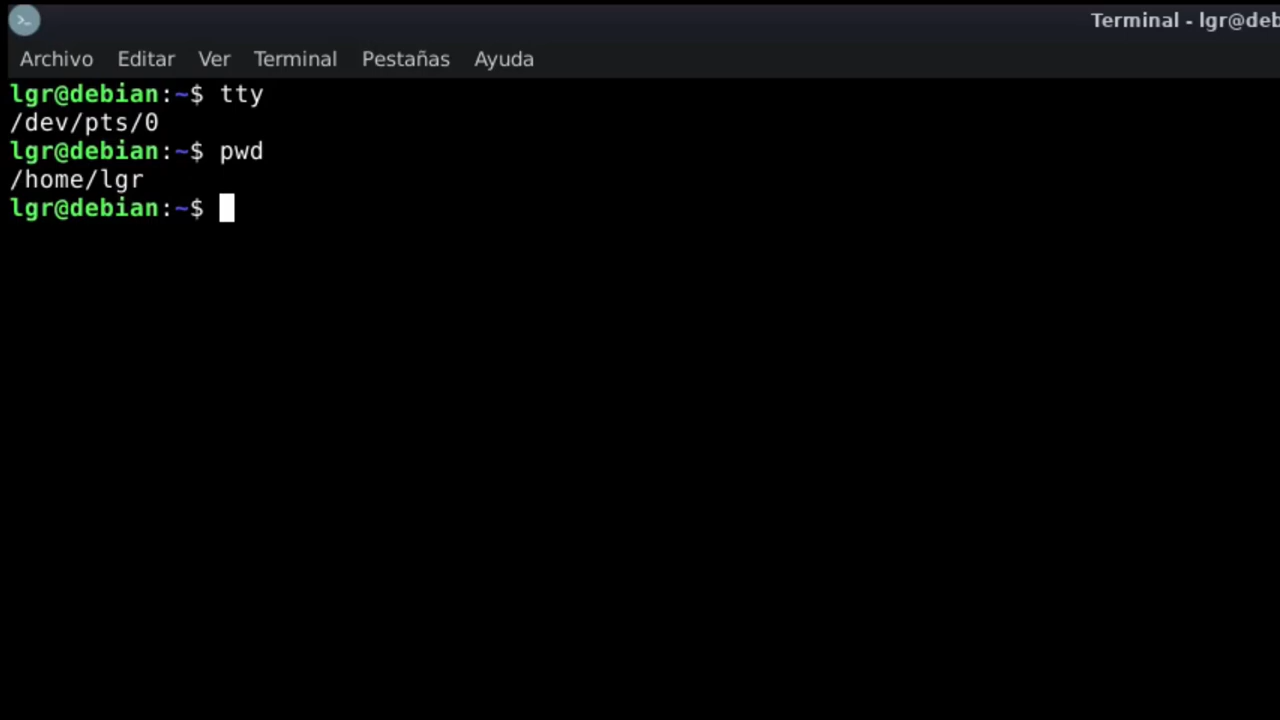 Terminal - lgr@deb
Archivo Editar Ver Terminal Pestañas Ayuda
lgr@debian:~$ tty
/dev/pts/0
lgr@debian:~$ pwd
/home/lgr
lgr@debian:~$